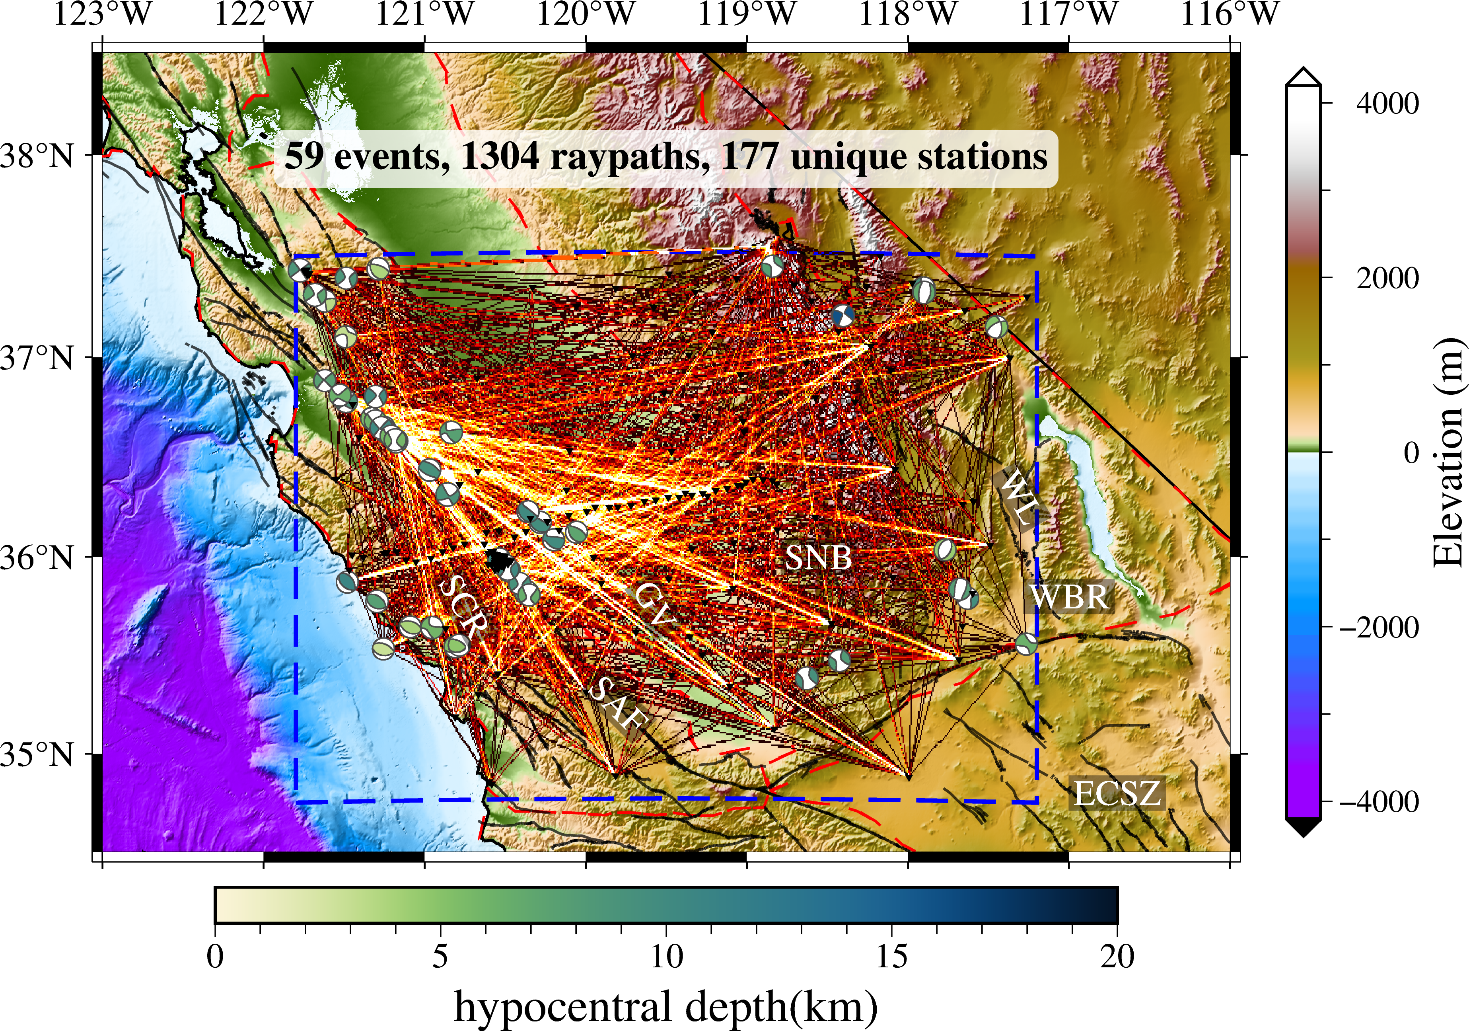 123°W 122°W 121°W 120°W 119°W 118°W 117°W 116°W
38°N
37°N
36°N
35°N
59 events, 1304 raypaths, 177 unique stations
WL
SNB
WBR
SCR
GV
SAF
ECSZ
4000
2000
0
−2000
−4000
Elevation (m)
0 5 10 15 20
hypocentral depth(km)